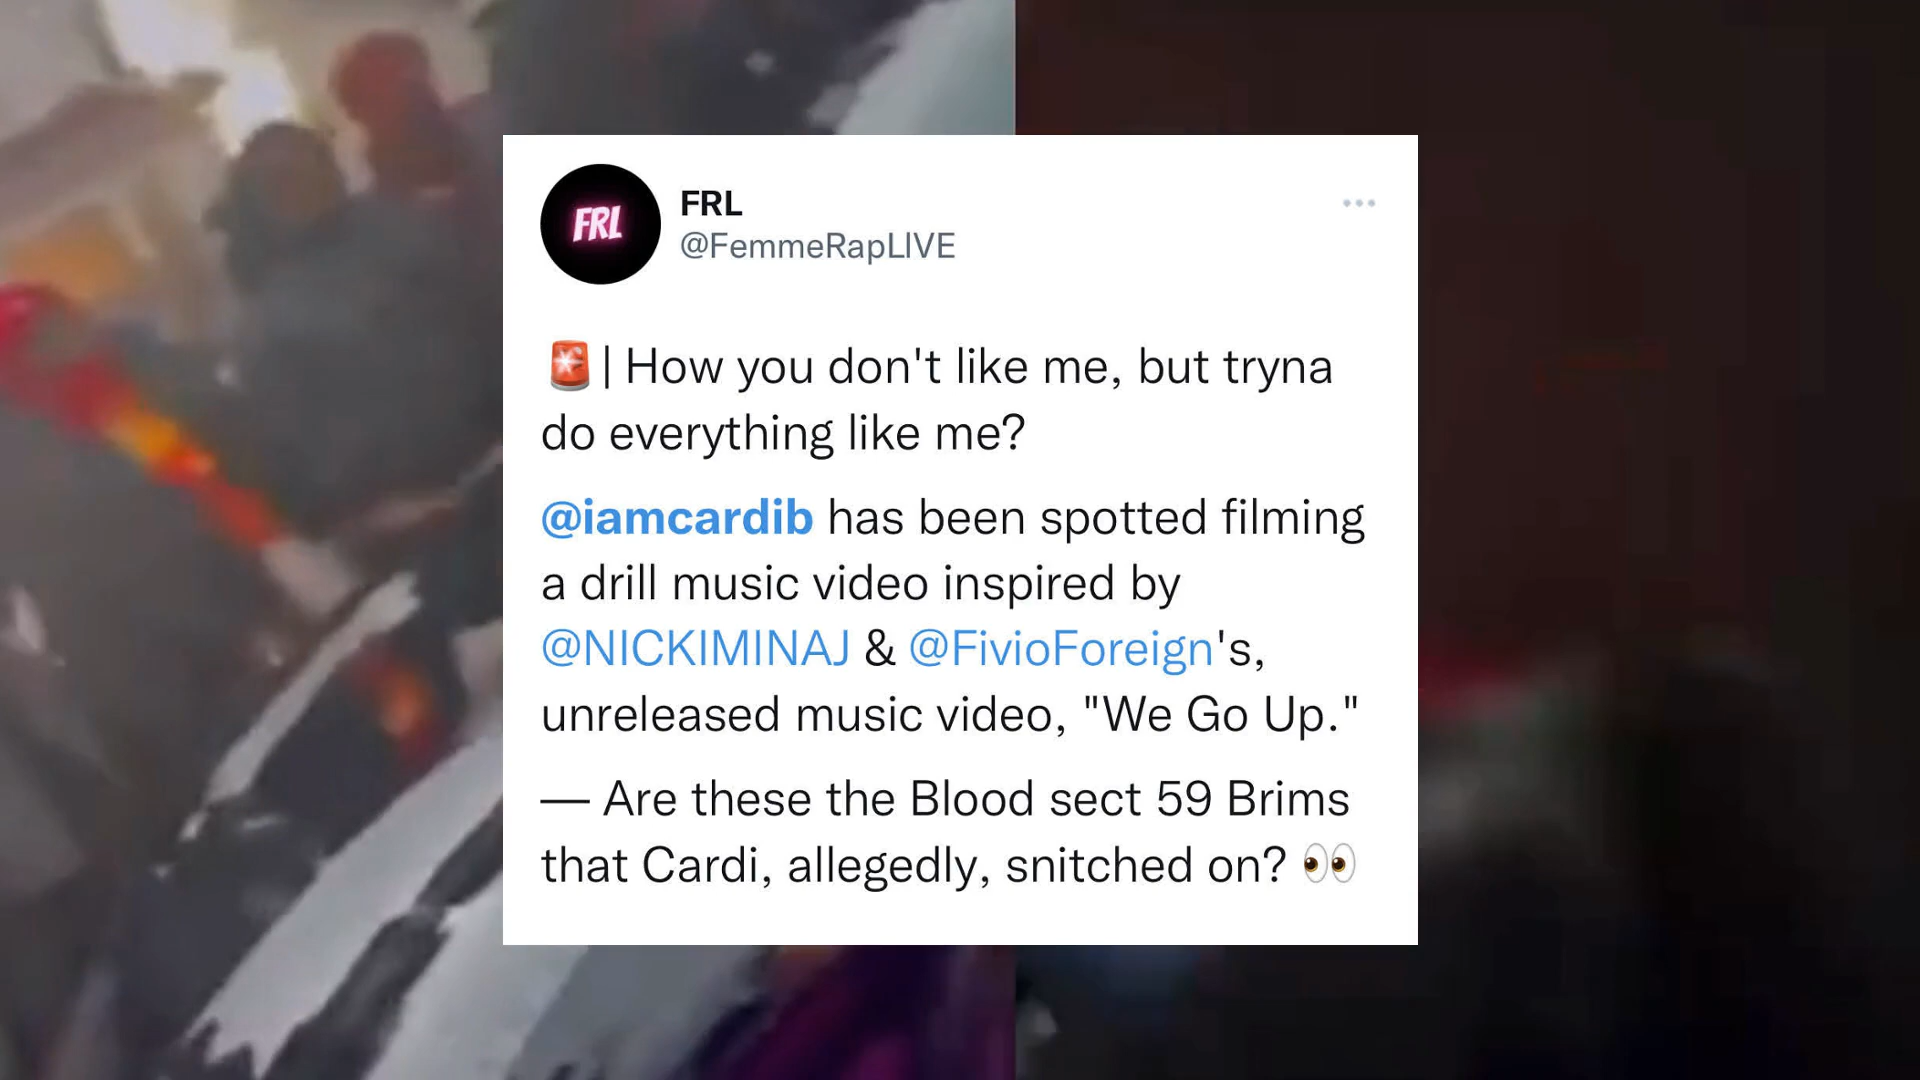 FRL
FRL
@FemmeRapLIVE
🚨| How you don't like me, but tryna
do everything like me?
@iamcardib has been spotted filming
a drill music video inspired by
@NICKIMINAJ & @FivioForeign's,
unreleased music video, "We Go Up."
— Are these the Blood sect 59 Brims
that Cardi, allegedly, snitched on? 👀